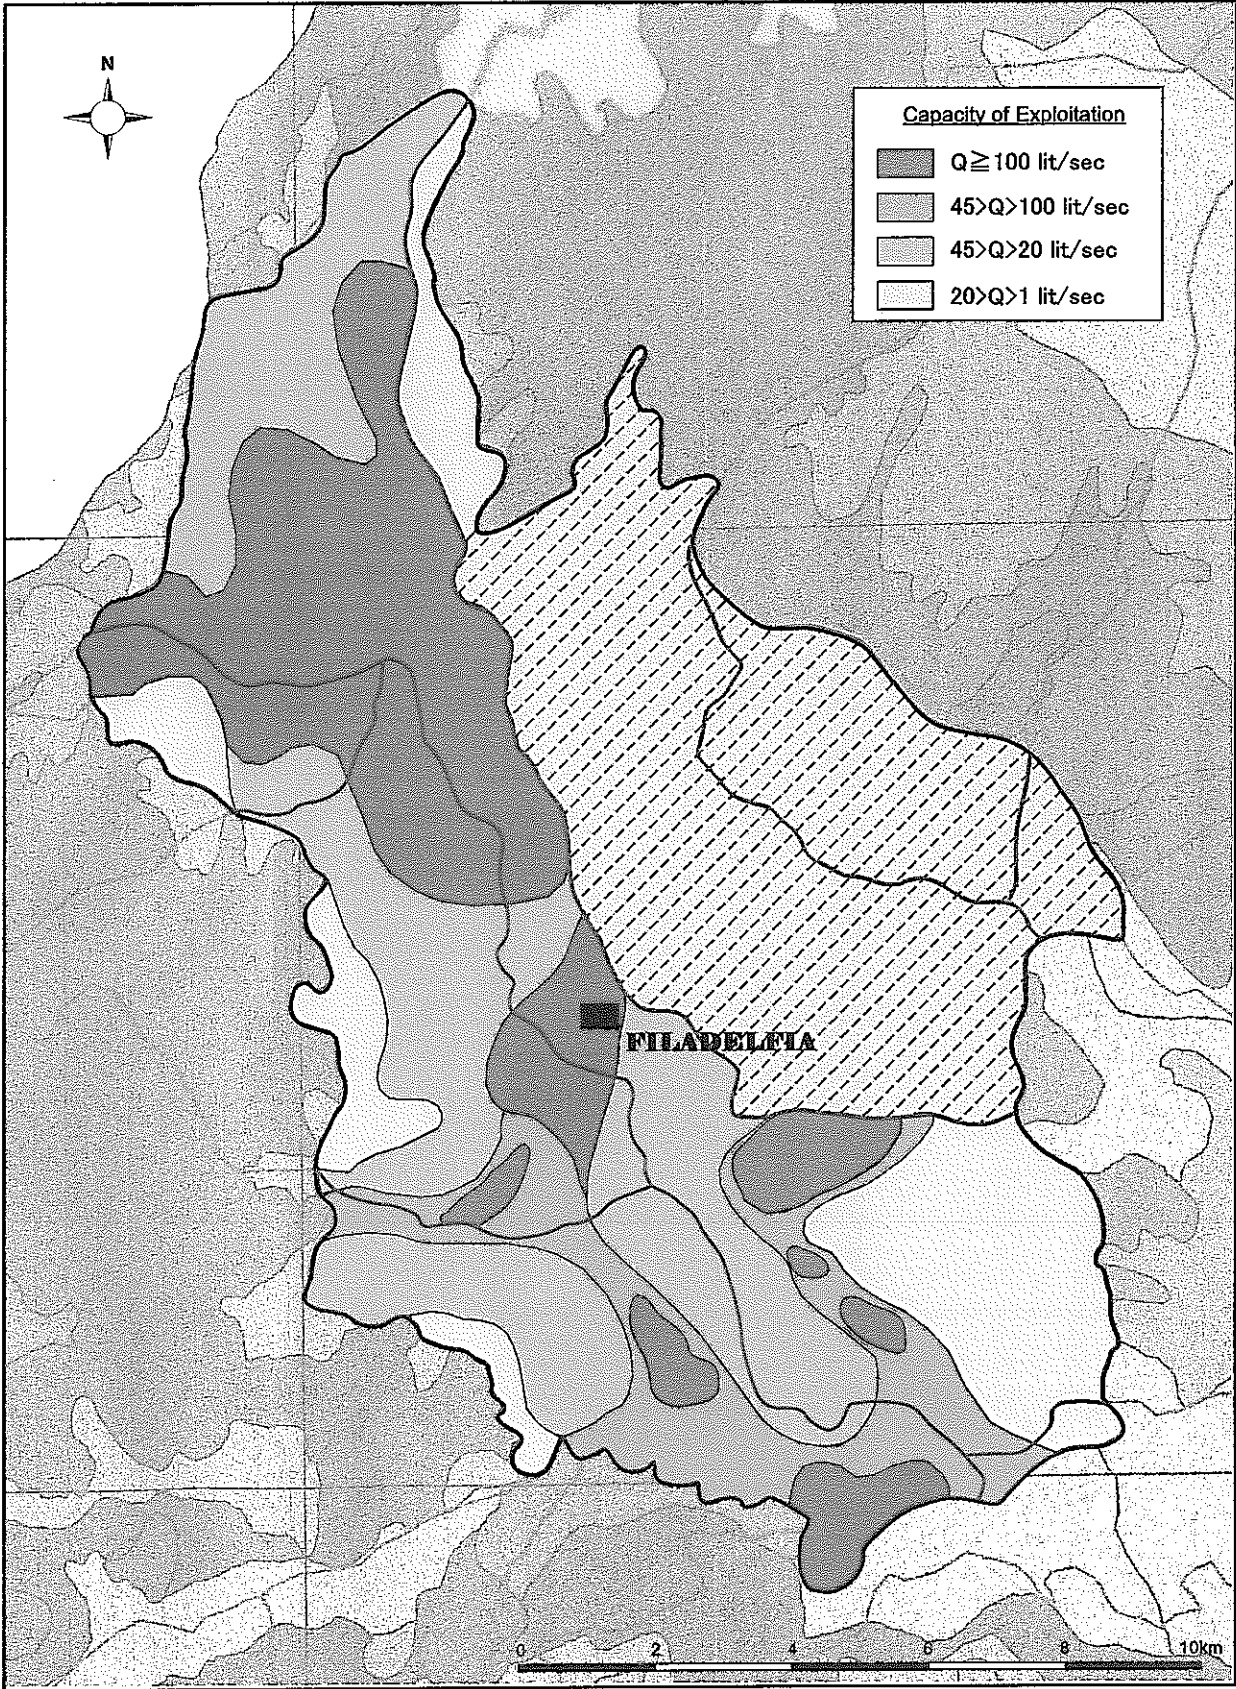 N
Capacity of Exploitation
Q≧100 lit/sec
45>Q>100 lit/sec
45>Q>20 lit/sec
20>Q>1 lit/sec
FILADELFIA
0 2 4 6 8 10km